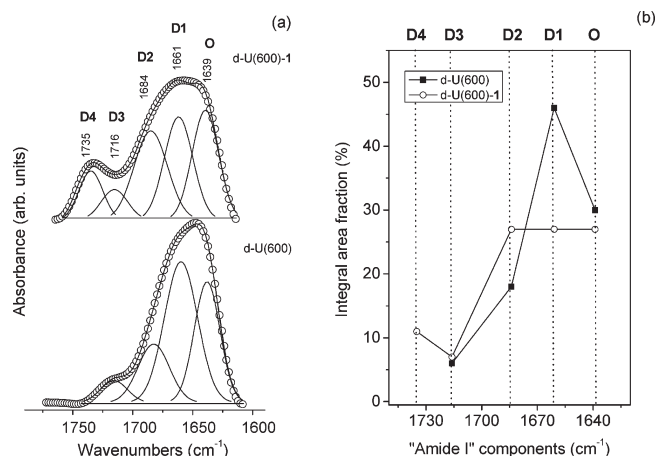 (a)
D1
O
D2
d-U(600)-1
1661
1639
1684
D4
D3
1735
1716
d-U(600)
Absorbance (arb. units)
1750 1700 1650 1600
Wavenumbers (cm-1)
(b)
D4 D3 D2 D1 O
d-U(600)
d-U(600)-1
50
40
30
20
10
0
Integral area fraction (%)
1730 1700 1670 1640
"Amide I" components (cm-1)